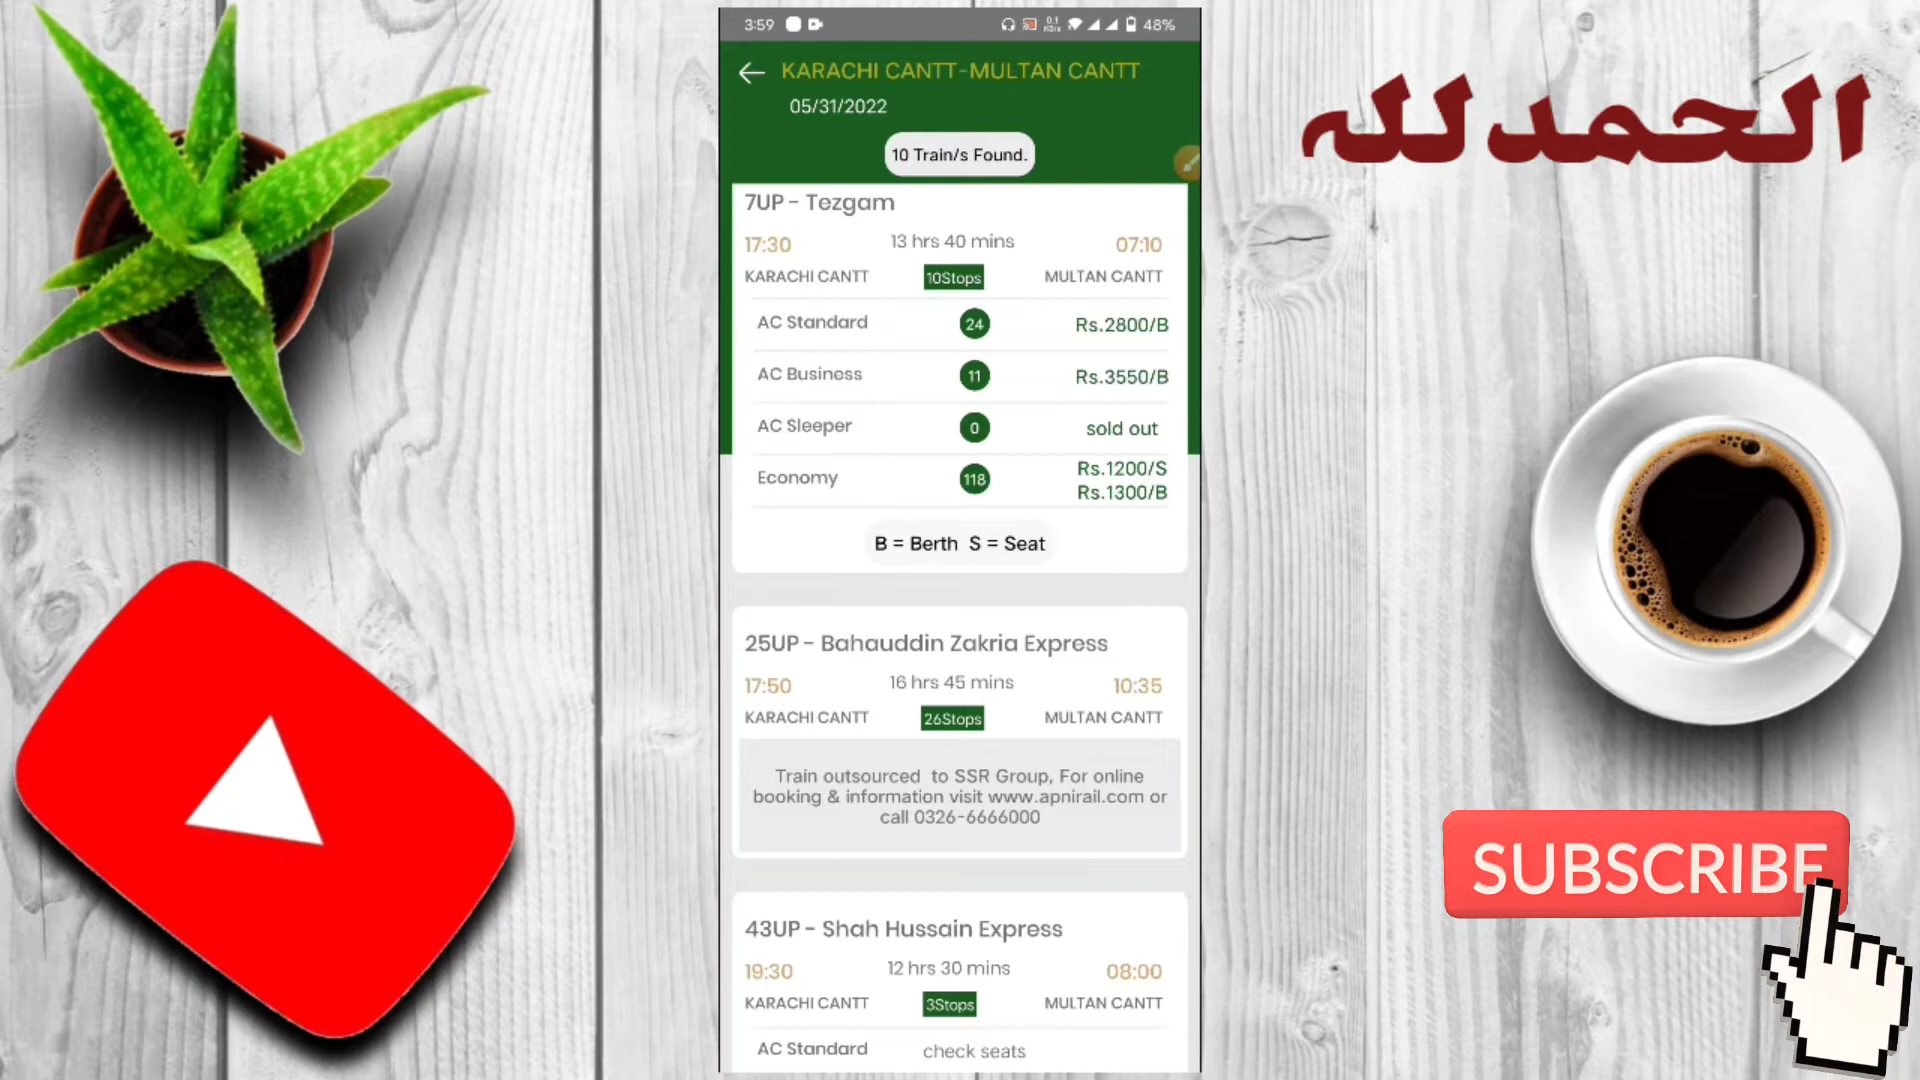 3:59
0.1
KB/s
48%
KARACHI CANTT-MULTAN CANTT
05/31/2022
10 Train/s Found.
7UP - Tezgam
17:30 13 hrs 40 mins 07:10
KARACHI CANTT 10Stops MULTAN CANTT
AC Standard 24 Rs.2800/B
AC Business 11 Rs.3550/B
AC Sleeper 0 sold out
Economy 118 Rs.1200/S
Rs.1300/B
B = Berth S = Seat
25UP - Bahauddin Zakria Express
17:50 16 hrs 45 mins 10:35
KARACHI CANTT 26Stops MULTAN CANTT
Train outsourced to SSR Group, For online
booking & information visit www.apnirail.com or
call 0326-6666000
43UP - Shah Hussain Express
19:30 12 hrs 30 mins 08:00
KARACHI CANTT 3Stops MULTAN CANTT
AC Standard check seats
الحمدللہ
SUBSCRIBE